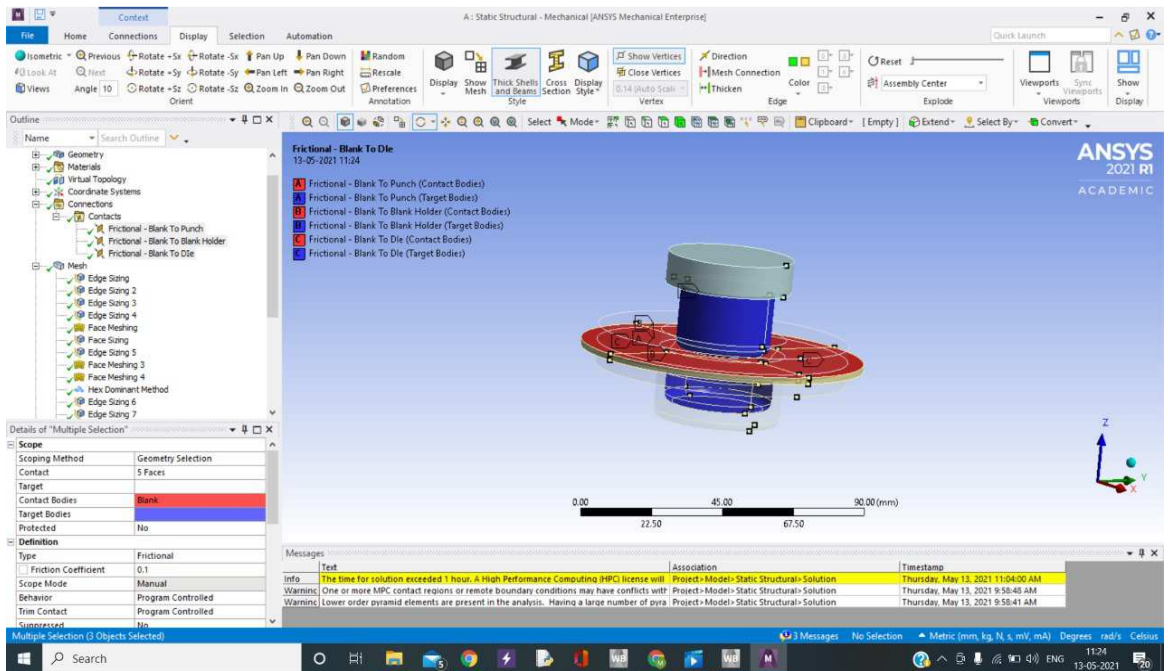 Context
A : Static Structural - Mechanical [ANSYS Mechanical Enterprise]
File Home Connections Display Selection Automation
Quick Launch
Isometric Previous Rotate +Sx Rotate -Sx Pan Up Pan Down Random
Look At Next Rotate +Sy Rotate -Sy Pan Left Pan Right Rescale
Views Angle 10 Rotate +Sz Rotate -Sz Zoom In Zoom Out Preferences
Orient Annotation
Display Show Mesh Thick Shells and Beams Cross Section Display Style
Style
Show Vertices
Close Vertices
0.14 (Auto Scale)
Vertex
Direction
Mesh Connection
Thicken
Color
Edge
Reset
Assembly Center
Explode
Viewports Sync Viewports
Viewports
Show
Display
Outline
Name Search Outline
Select Mode Clipboard [Empty] Extend Select By Convert
Geometry
Materials
Virtual Topology
Coordinate Systems
Connections
Contacts
Frictional - Blank To Punch
Frictional - Blank To Blank Holder
Frictional - Blank To DIe
Mesh
Edge Sizing
Edge Sizing 2
Edge Sizing 3
Edge Sizing 4
Face Meshing
Face Sizing
Edge Sizing 5
Face Meshing 3
Face Meshing 4
Hex Dominant Method
Edge Sizing 6
Edge Sizing 7
Frictional - Blank To DIe
13-05-2021 11:24
A Frictional - Blank To Punch (Contact Bodies)
A Frictional - Blank To Punch (Target Bodies)
B Frictional - Blank To Blank Holder (Contact Bodies)
B Frictional - Blank To Blank Holder (Target Bodies)
C Frictional - Blank To DIe (Contact Bodies)
C Frictional - Blank To DIe (Target Bodies)
ANSYS
2021 R1
ACADEMIC
B
C
A
Z
Y
X
0.00 45.00 90.00 (mm)
22.50 67.50
Details of "Multiple Selection"
Scope
Scoping Method Geometry Selection
Contact 5 Faces
Target
Contact Bodies Blank
Target Bodies
Protected No
Definition
Type Frictional
Friction Coefficient 0.1
Scope Mode Manual
Behavior Program Controlled
Trim Contact Program Controlled
Suppressed No
Messages
Text Association Timestamp
Info The time for solution exceeded 1 hour. A High Performance Computing (HPC) license will Project>Model>Static Structural>Solution Thursday, May 13, 2021 11:04:00 AM
Warning One or more MPC contact regions or remote boundary conditions may have conflicts with Project>Model>Static Structural>Solution Thursday, May 13, 2021 9:58:48 AM
Warning Lower order pyramid elements are present in the analysis. Having a large number of pyra Project>Model>Static Structural>Solution Thursday, May 13, 2021 9:58:41 AM
Multiple Selection (3 Objects Selected) 3 Messages No Selection Metric (mm, kg, N, s, mV, mA) Degrees rad/s Celsius
Search
WB
WB
M
ENG
11:24
13-05-2021
20